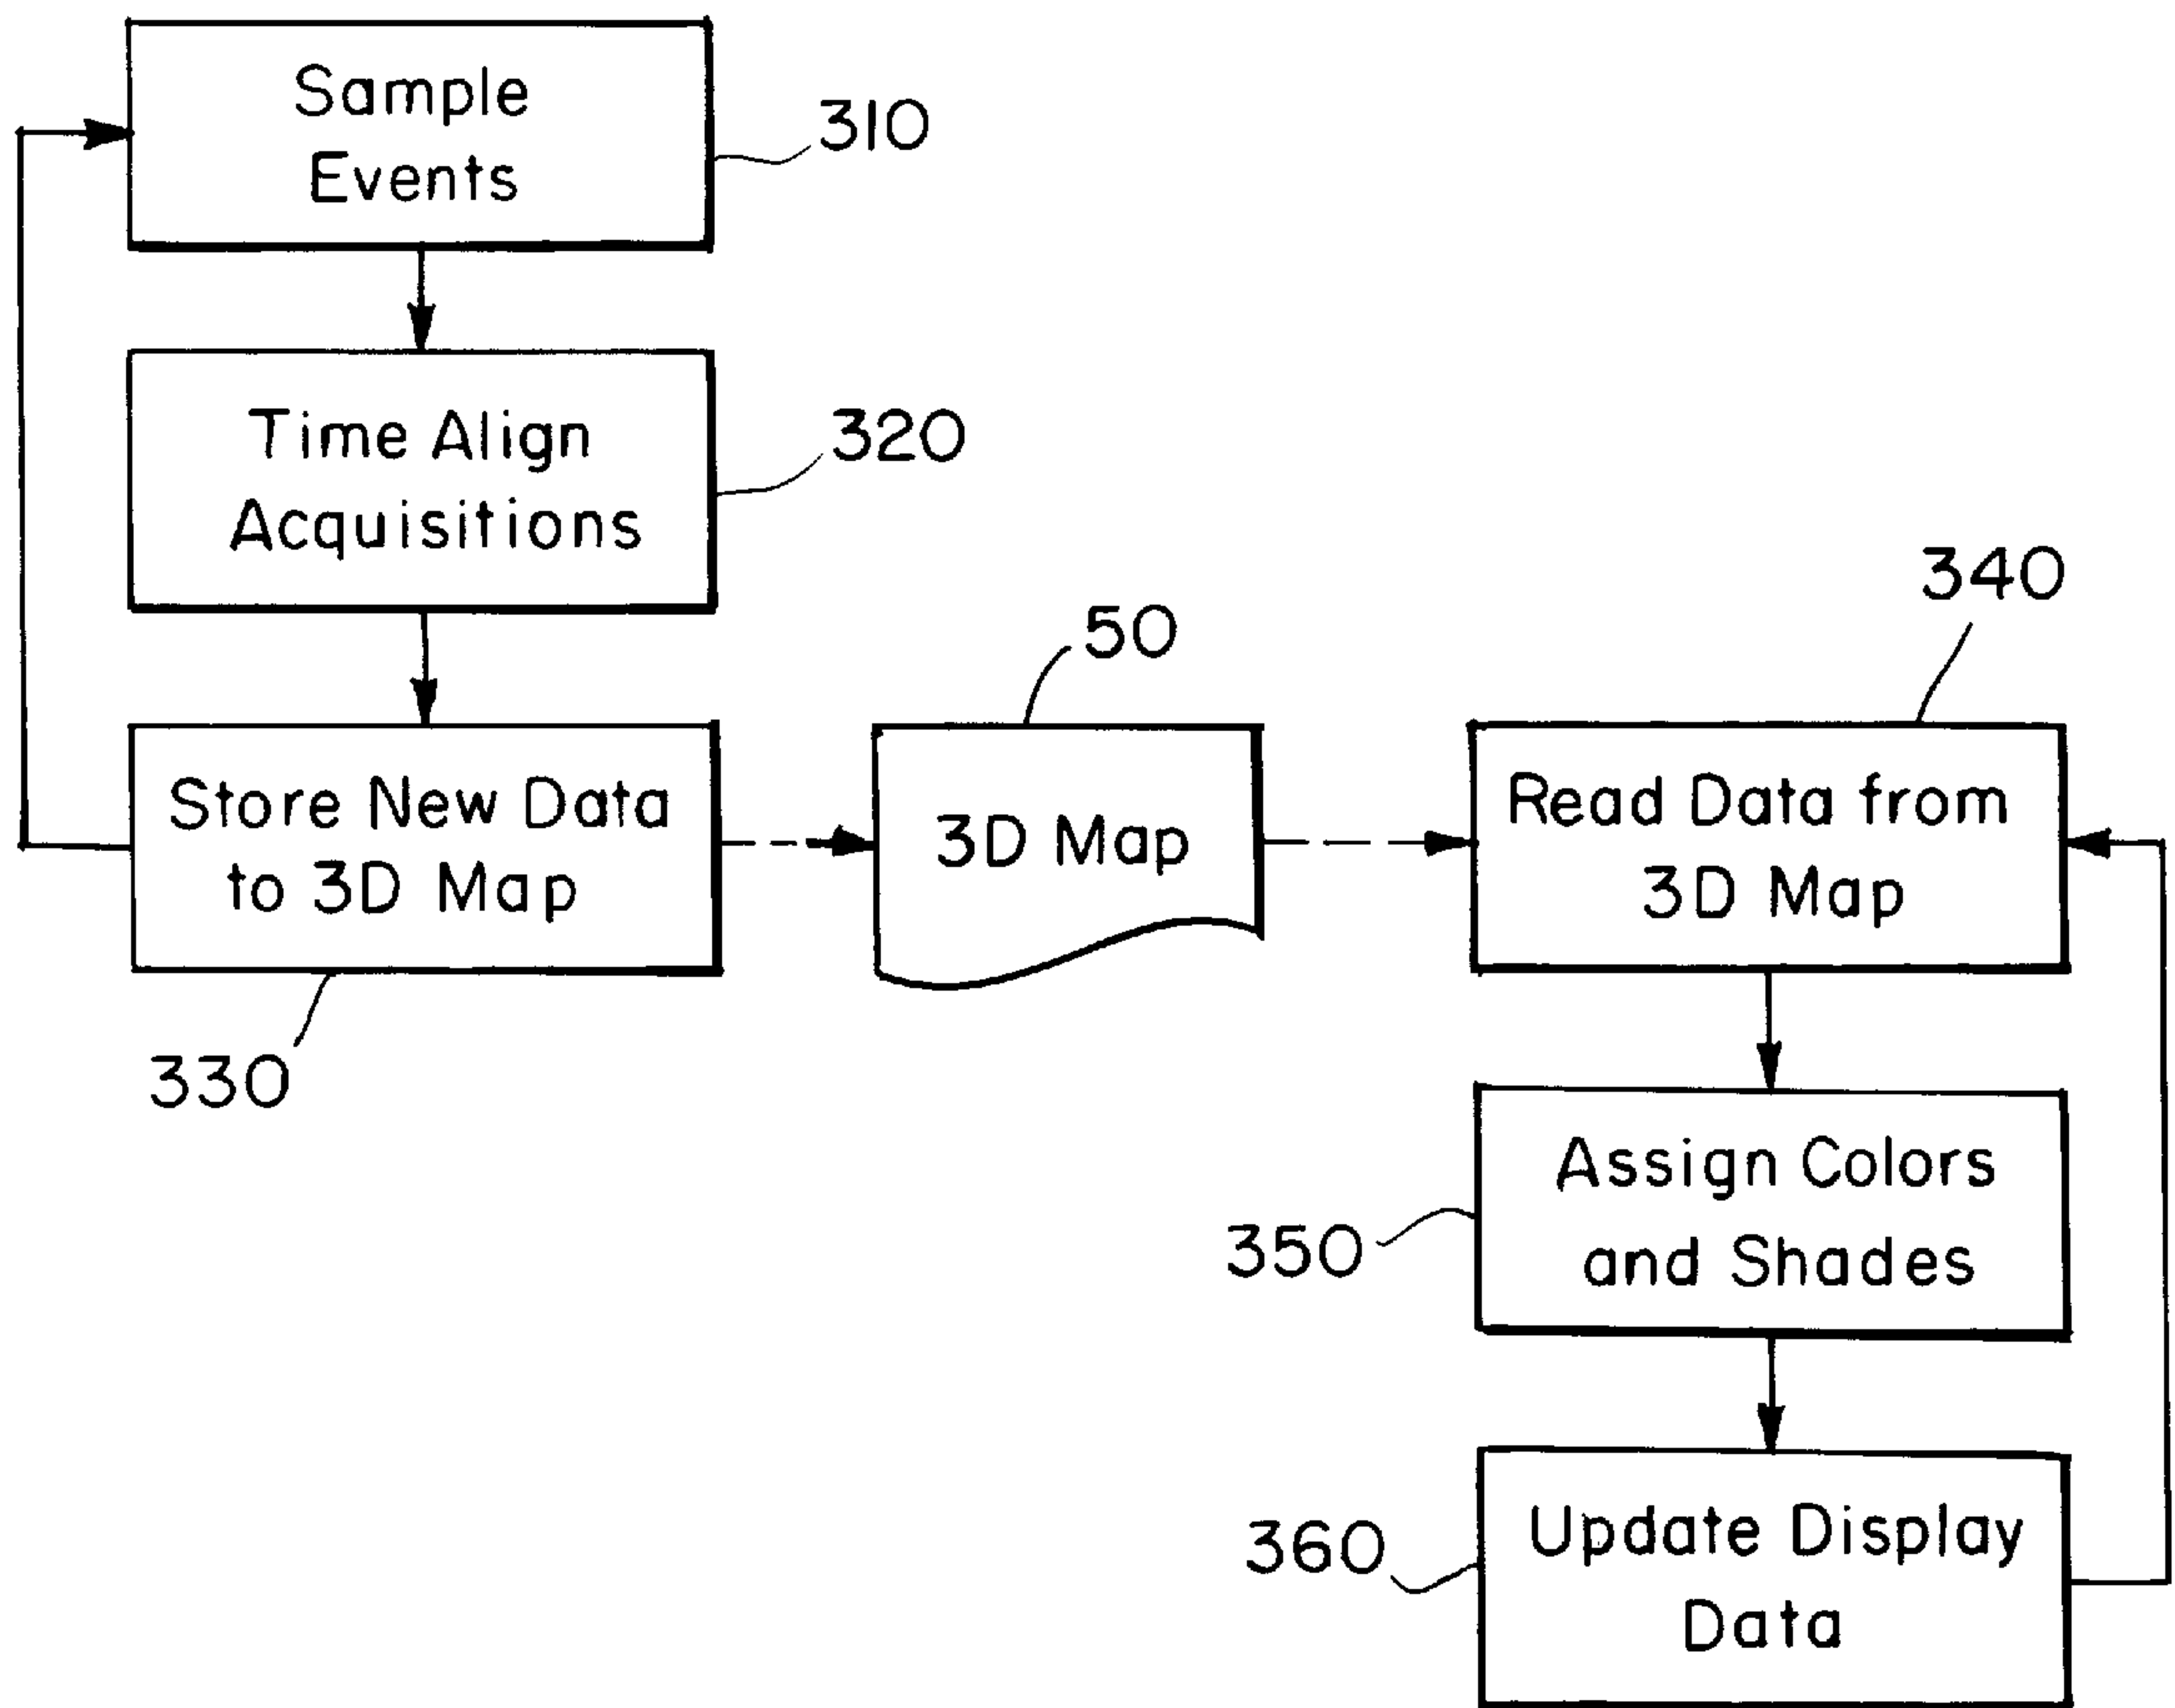 Sample
Events
310
Time Align
Acquisitions
320
Store New Data
to 3D Map
330
50
3D Map
340
Read Data from
3D Map
Assign Colors
and Shades
350
Update Display
Data
360